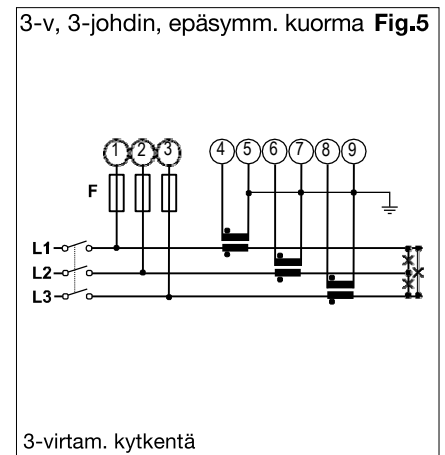 3-v, 3-johdin, epäsymm. kuorma Fig.5
1 2 3 4 5 6 7 8 9
F
L1
L2
L3
3-virtam. kytkentä